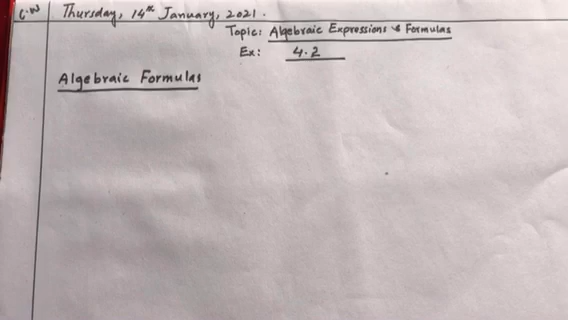 C.W Thursday, 14th January, 2021.
Topic: Algebraic Expressions & Formulas
Ex: 4.2
Algebraic Formulas